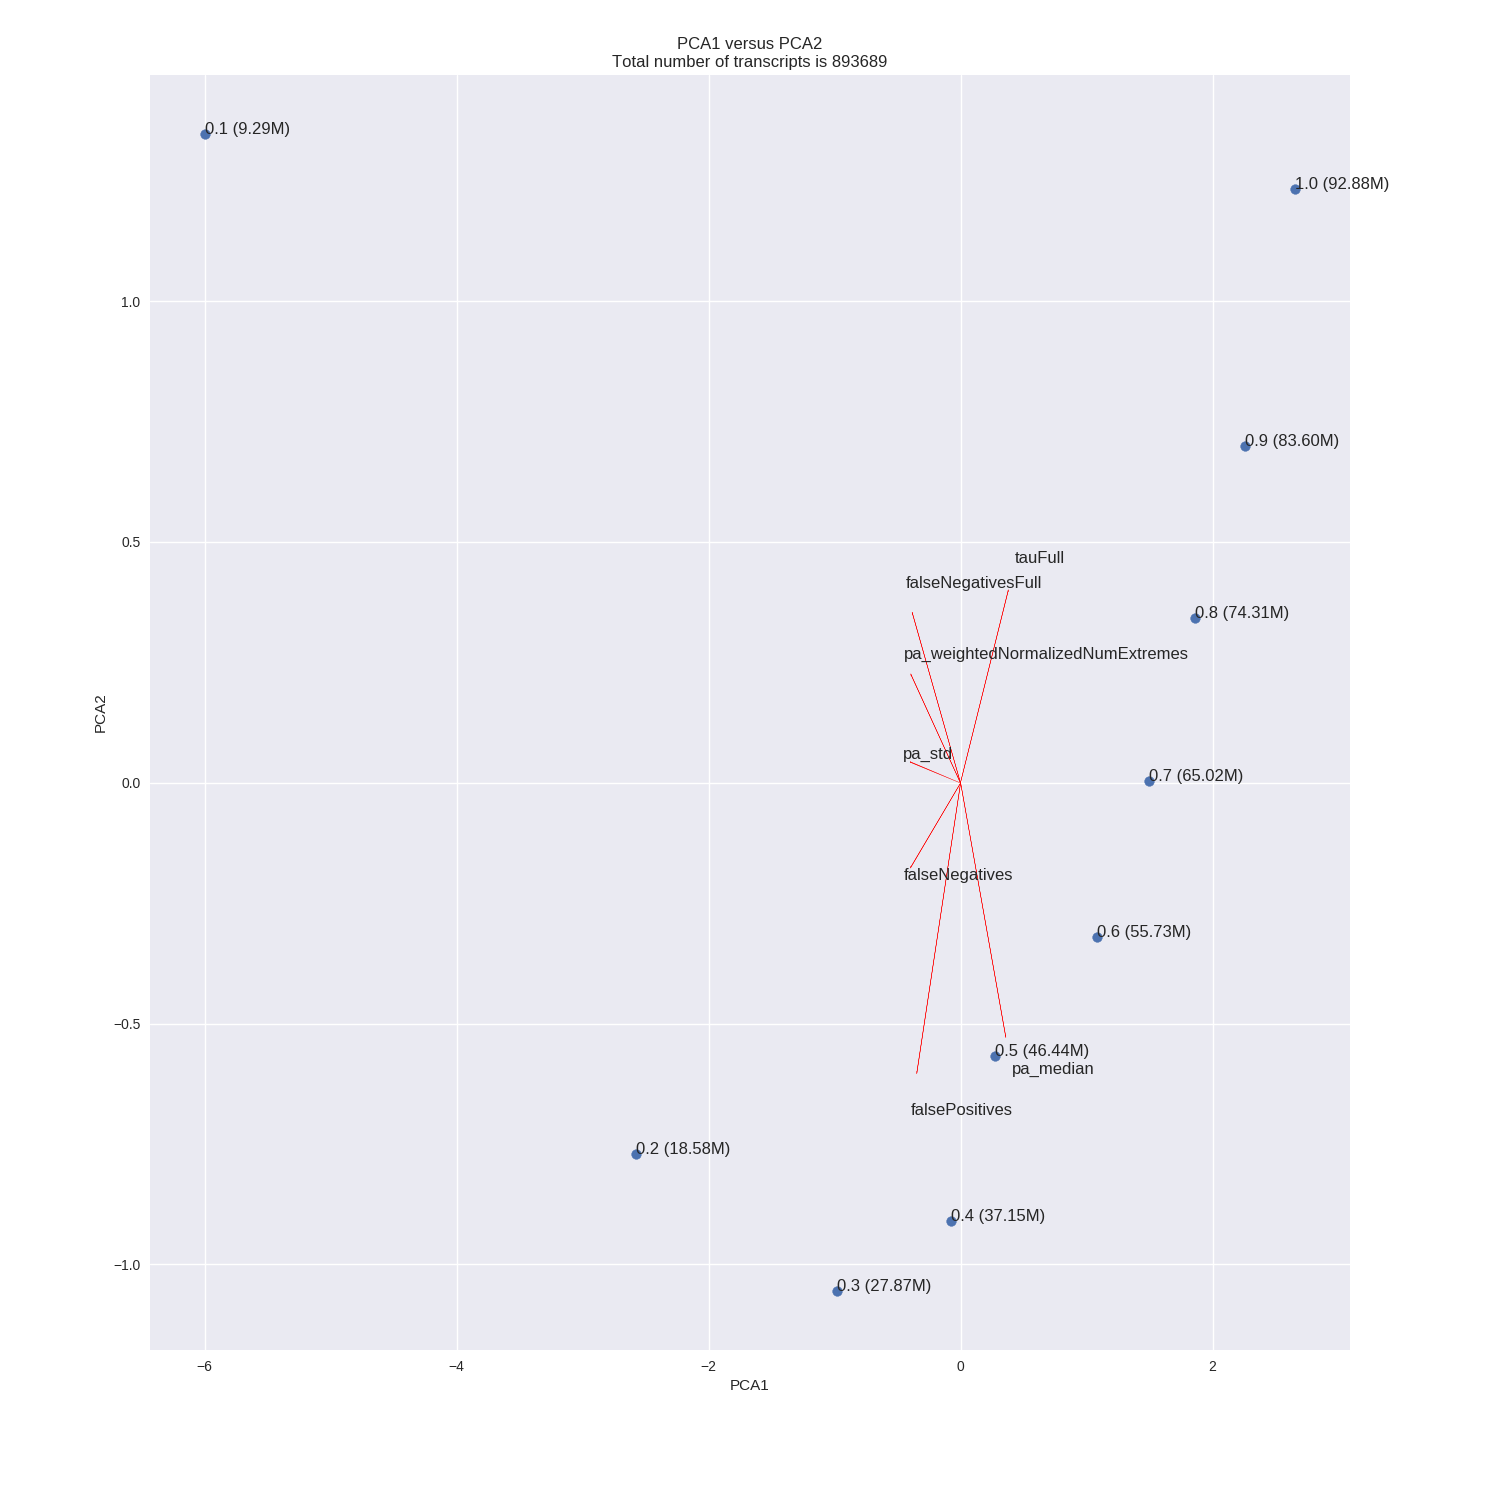 PCA1 versus PCA2
Total number of transcripts is 893689
0.1 (9.29M)
1.0 (92.88M)
1.0
0.9 (83.60M)
0.5
tauFull
falseNegativesFull
0.8 (74.31M)
pa_weightedNormalizedNumExtremes
PCA2
pa_std
0.7 (65.02M)
0.0
falseNegatives
0.6 (55.73M)
−0.5
0.5 (46.44M)
pa_median
falsePositives
0.2 (18.58M)
0.4 (37.15M)
−1.0
0.3 (27.87M)
−6 −4 −2 0 2
PCA1